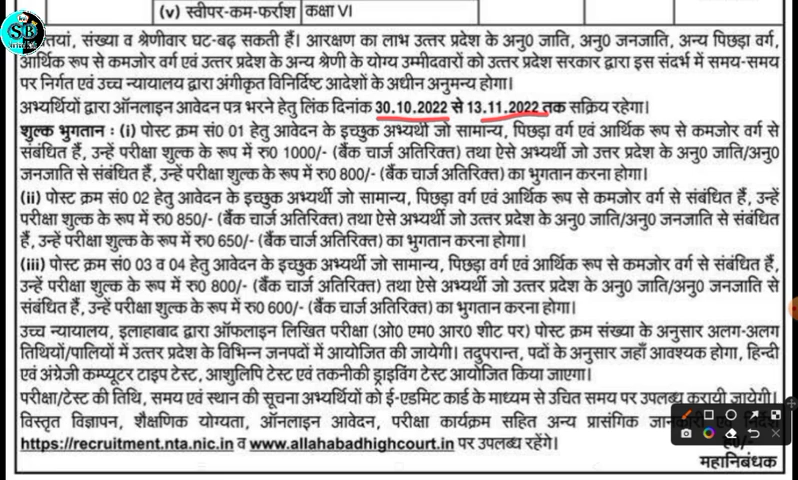 (v) स्वीपर-कम-फर्राश कक्षा VI
SB
संख्या व श्रेणीवार घट-बढ़ सकती हैं। आरक्षण का लाभ उत्तर प्रदेश के अनु0 जाति, अनु0 जनजाति, अन्य पिछड़ा वर्ग,
आर्थिक रूप से कमजोर वर्ग एवं उत्तर प्रदेश के अन्य श्रेणी के योग्य उम्मीदवारों को उत्तर प्रदेश सरकार द्वारा इस संदर्भ में समय-समय
पर निर्गत एवं उच्च न्यायालय द्वारा अंगीकृत विनिर्दिष्ट आदेशों के अधीन अनुमन्य होगा।
अभ्यर्थियों द्वारा ऑनलाइन आवेदन पत्र भरने हेतु लिंक दिनांक 30.10.2022 से 13.11.2022 तक सक्रिय रहेगा।
शुल्क भुगतान : (i) पोस्ट क्रम सं0 01 हेतु आवेदन के इच्छुक अभ्यर्थी जो सामान्य, पिछड़ा वर्ग एवं आर्थिक रूप से कमजोर वर्ग से
संबंधित हैं, उन्हें परीक्षा शुल्क के रूप में रु0 1000/- (बैंक चार्ज अतिरिक्त) तथा ऐसे अभ्यर्थी जो उत्तर प्रदेश के अनु0 जाति/अनु0
जनजाति से संबंधित हैं, उन्हें परीक्षा शुल्क के रूप में रु0 800/- (बैंक चार्ज अतिरिक्त) का भुगतान करना होगा।
(ii) पोस्ट क्रम सं0 02 हेतु आवेदन के इच्छुक अभ्यर्थी जो सामान्य, पिछड़ा वर्ग एवं आर्थिक रूप से कमजोर वर्ग से संबंधित हैं, उन्हें
परीक्षा शुल्क के रूप में रु0 850/- (बैंक चार्ज अतिरिक्त) तथा ऐसे अभ्यर्थी जो उत्तर प्रदेश के अनु0 जाति/अनु0 जनजाति से संबंधित
हैं, उन्हें परीक्षा शुल्क के रूप में रु0 650/- (बैंक चार्ज अतिरिक्त) का भुगतान करना होगा।
(iii) पोस्ट क्रम सं0 03 व 04 हेतु आवेदन के इच्छुक अभ्यर्थी जो सामान्य, पिछड़ा वर्ग एवं आर्थिक रूप से कमजोर वर्ग से संबंधित हैं,
उन्हें परीक्षा शुल्क के रूप में रु0 800/- (बैंक चार्ज अतिरिक्त) तथा ऐसे अभ्यर्थी जो उत्तर प्रदेश के अनु0 जाति/अनु0 जनजाति से
संबंधित हैं, उन्हें परीक्षा शुल्क के रूप में रु0 600/- (बैंक चार्ज अतिरिक्त) का भुगतान करना होगा।
उच्च न्यायालय, इलाहाबाद द्वारा ऑफलाइन लिखित परीक्षा (ओ0 एम0 आर0 शीट पर) पोस्ट क्रम संख्या के अनुसार अलग-अलग
तिथियों/पालियों में उत्तर प्रदेश के विभिन्न जनपदों में आयोजित की जायेगी। तदुपरान्त, पदों के अनुसार जहाँ आवश्यक होगा, हिन्दी
एवं अंग्रेजी कम्प्यूटर टाइप टेस्ट, आशुलिपि टेस्ट एवं तकनीकी ड्राइविंग टेस्ट आयोजित किया जाएगा।
परीक्षा/टेस्ट की तिथि, समय एवं स्थान की सूचना अभ्यर्थियों को ई-एडमिट कार्ड के माध्यम से उचित समय पर उपलब्ध करायी जायेगी।
विस्तृत विज्ञापन, शैक्षणिक योग्यता, ऑनलाइन आवेदन, परीक्षा कार्यक्रम सहित अन्य प्रासंगिक
https://recruitment.nta.nic.in व www.allahabadhighcourt.in पर उपलब्ध रहेंगे।
महानिबंधक